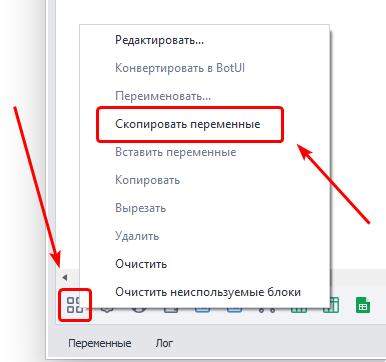 Редактировать...
Конвертировать в BotUI
Переименовать...
Скопировать переменные
Вставить переменные
Копировать
Вырезать
Удалить
Очистить
Очистить неиспользуемые блоки
Переменные
Лог